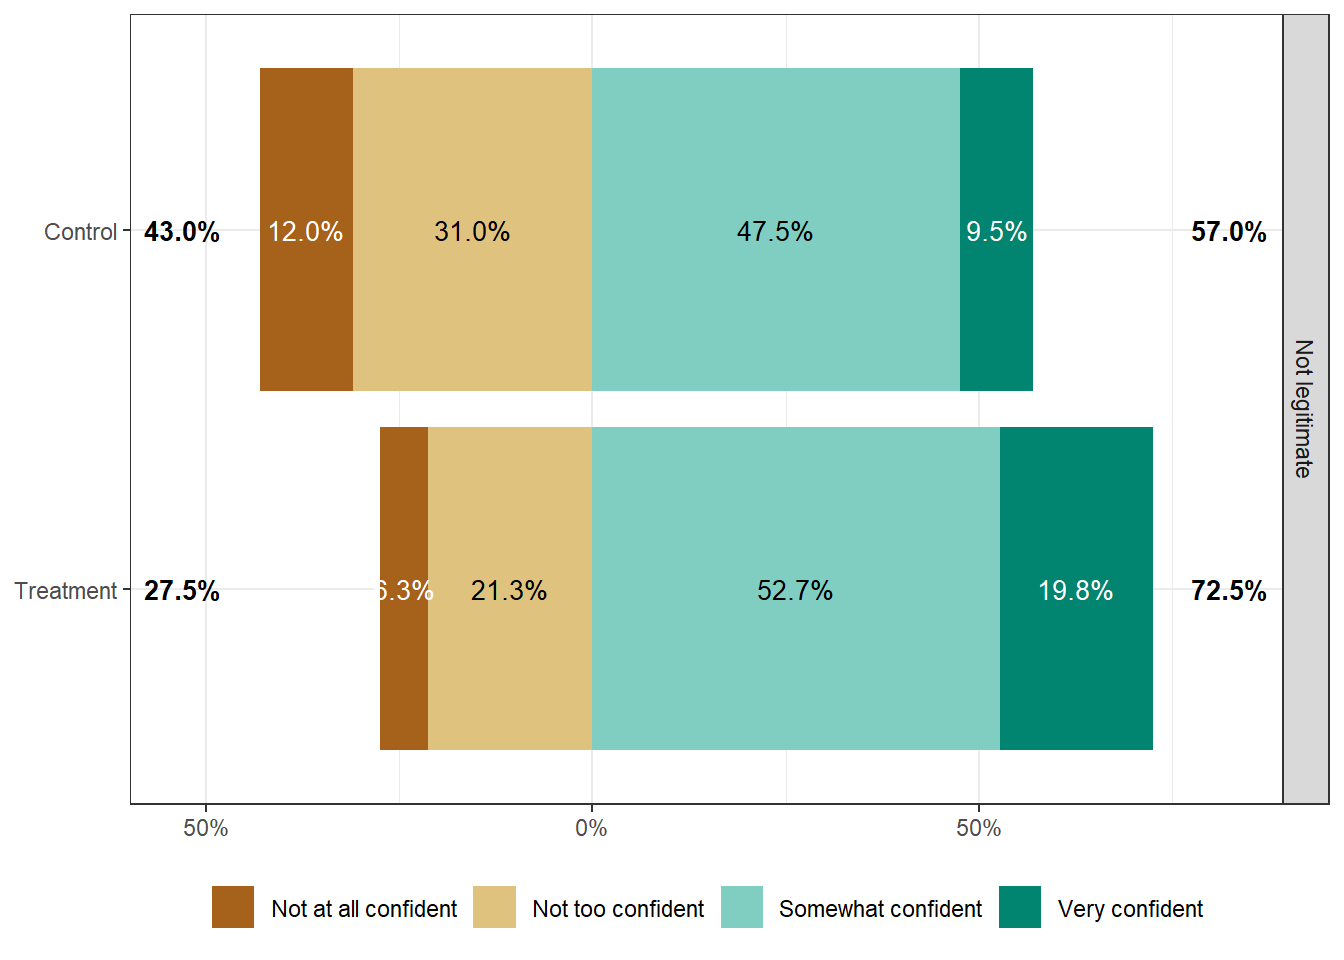 Control
43.0%
12.0%
31.0%
47.5%
9.5%
57.0%
Treatment
27.5%
6.3%
21.3%
52.7%
19.8%
72.5%
Not legitimate
50%
0%
50%
Not at all confident
Not too confident
Somewhat confident
Very confident